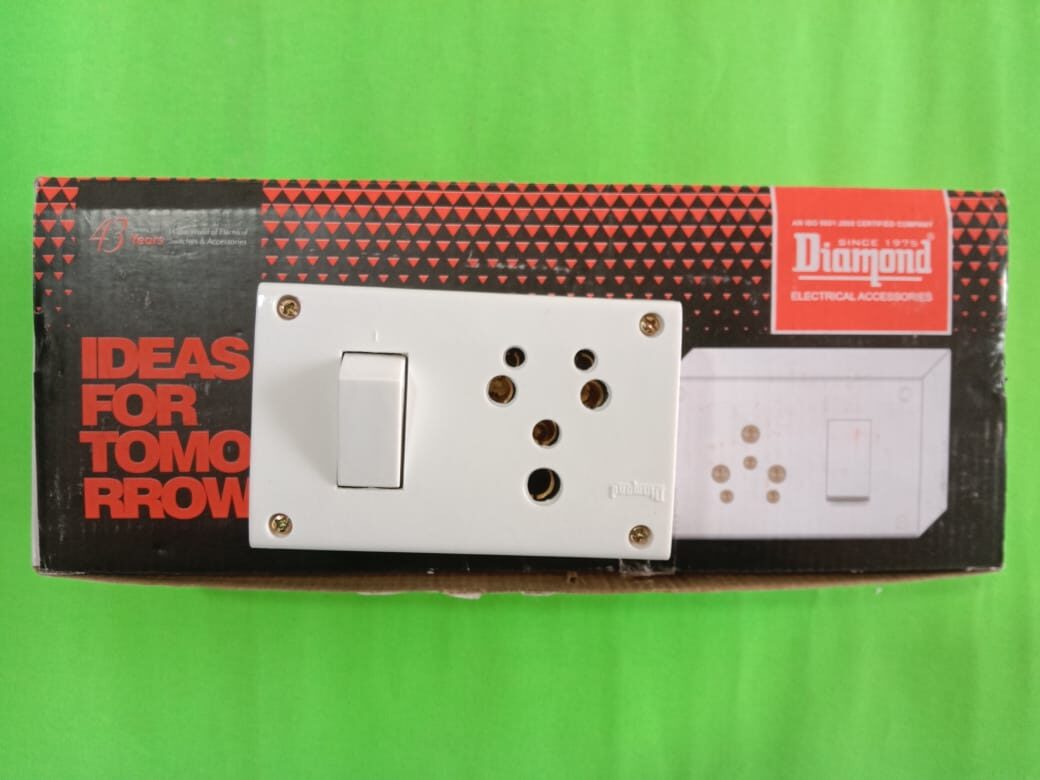 43 Years
Switches & Accessories
IDEAS
FOR
TOMO
RROW
AN ISO 9001:2008 CERTIFIED COMPANY
SINCE 1975
Diamond®
ELECTRICAL ACCESSORIES
Diamond